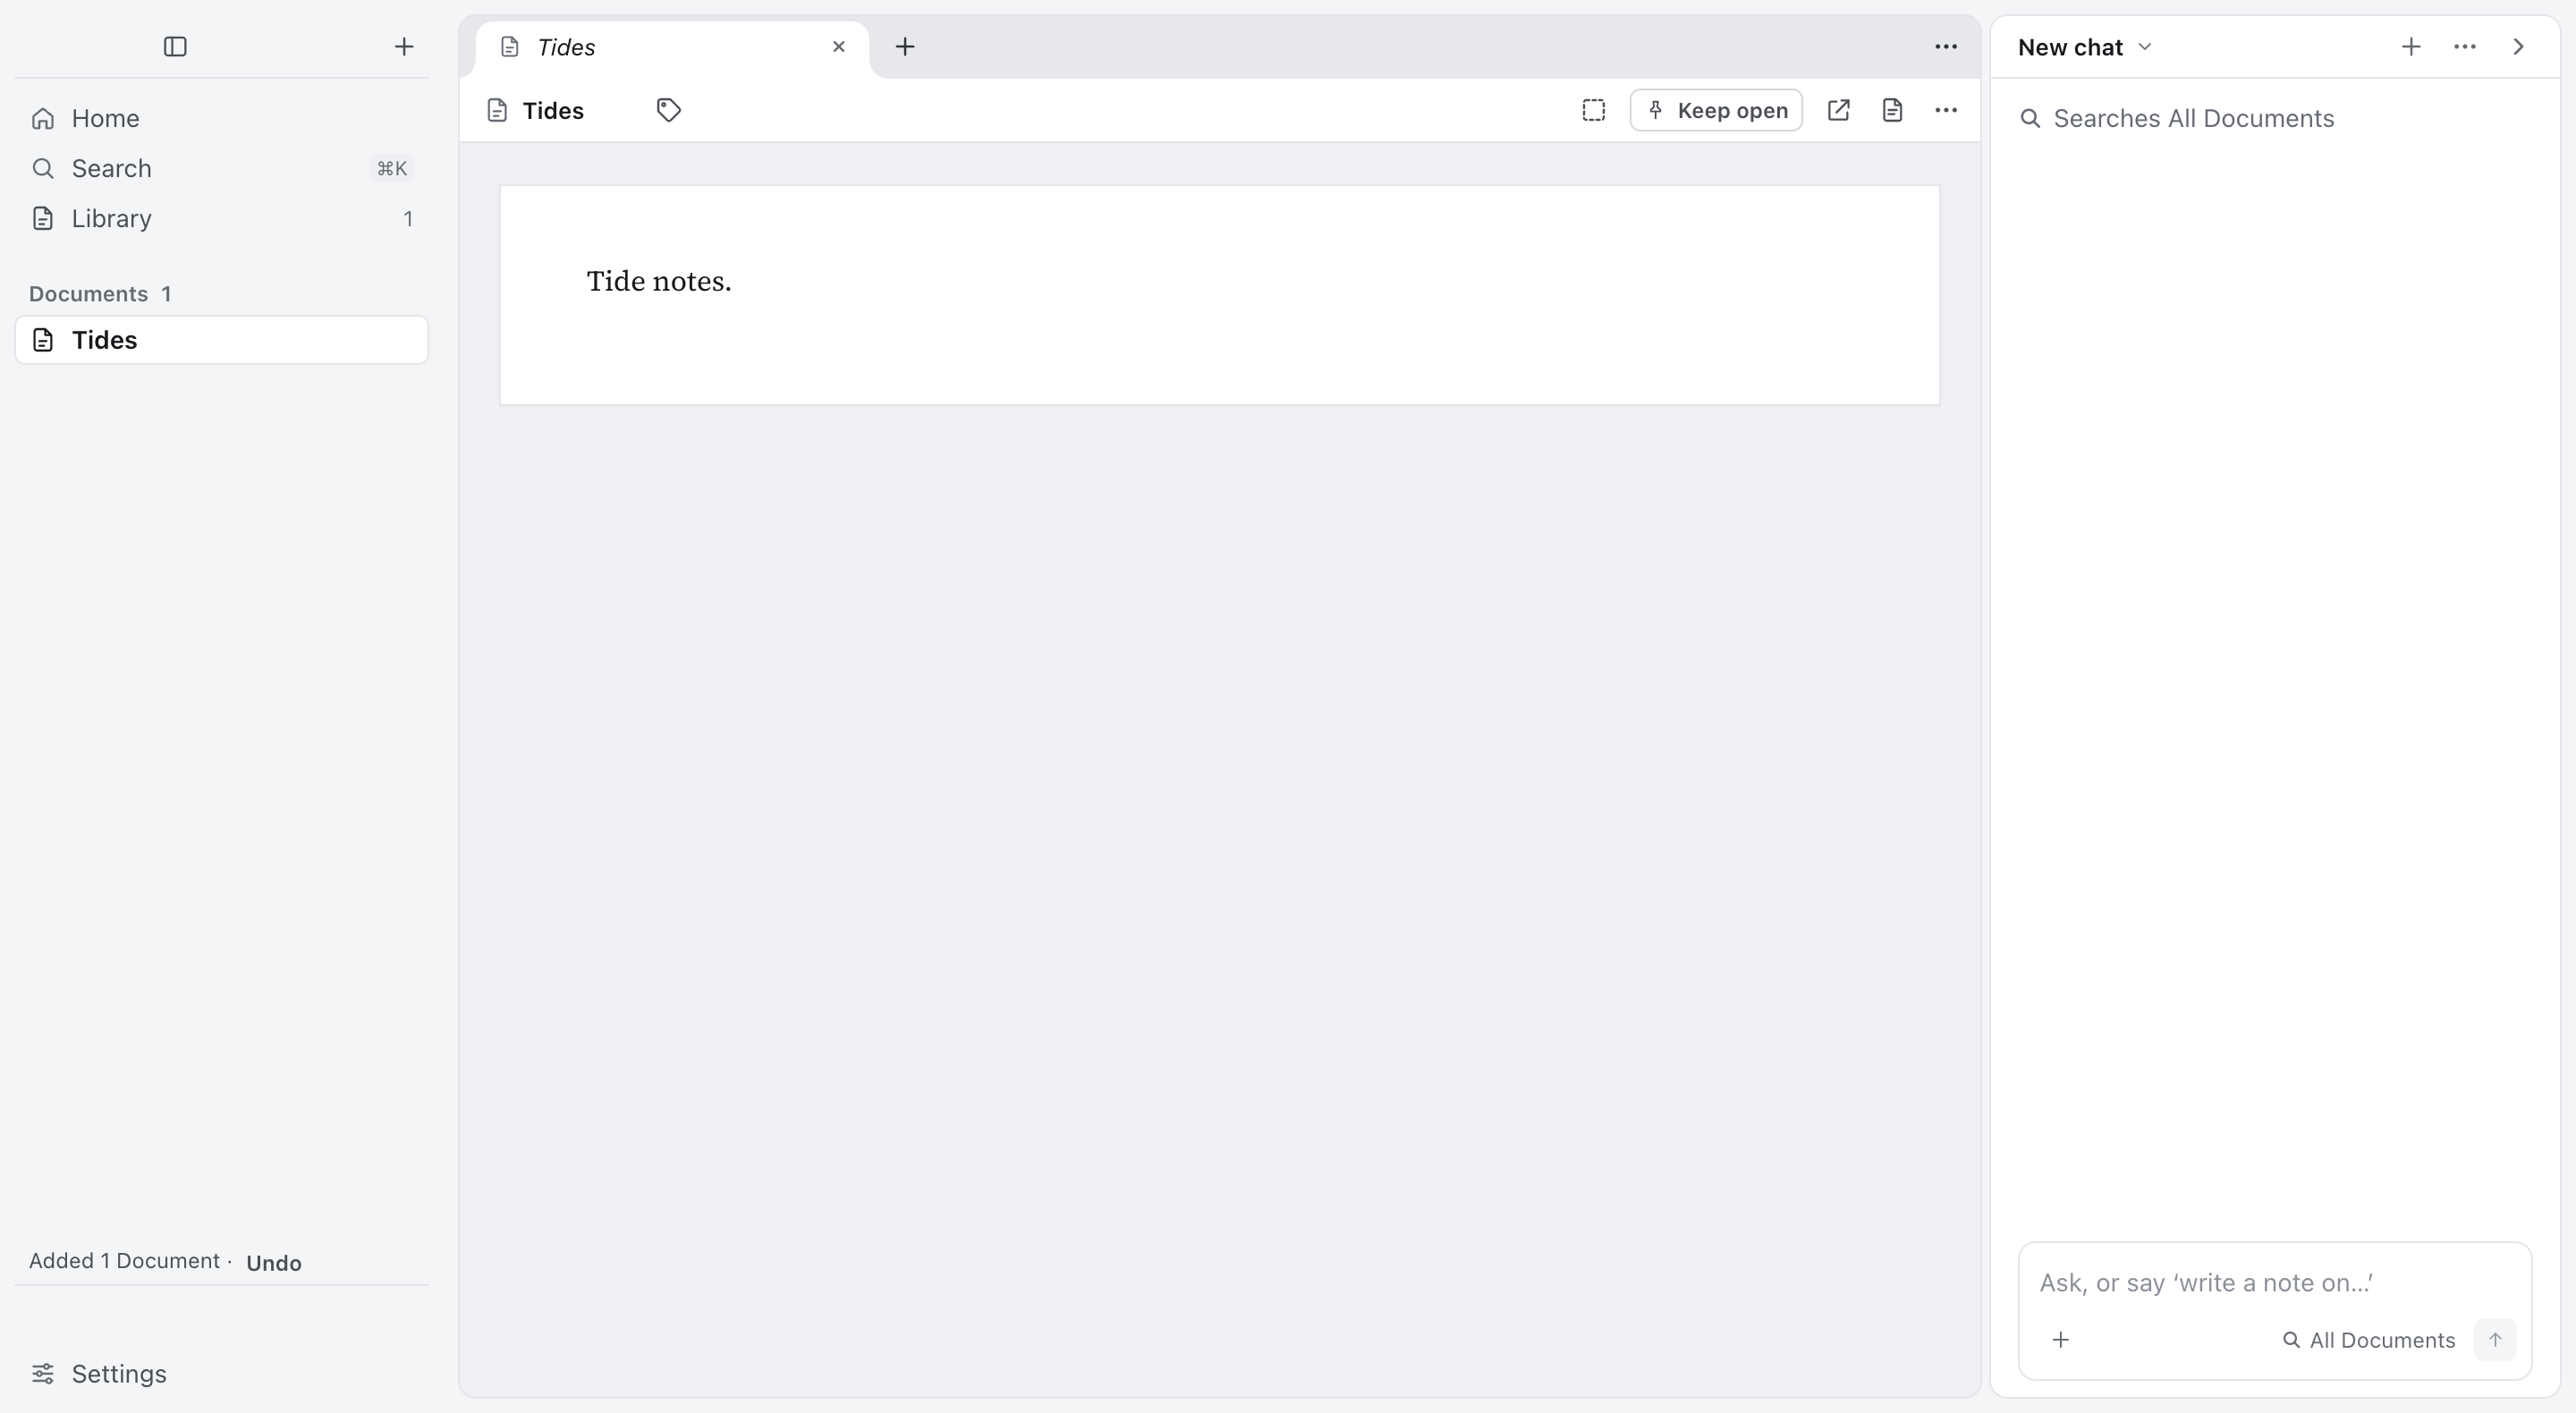 Tides
New chat
Tides
Keep open
Home
Search ⌘K
Library 1
Documents 1
Tides
Tide notes.
Searches All Documents
Added 1 Document · Undo
Settings
Ask, or say ‘write a note on…’
All Documents